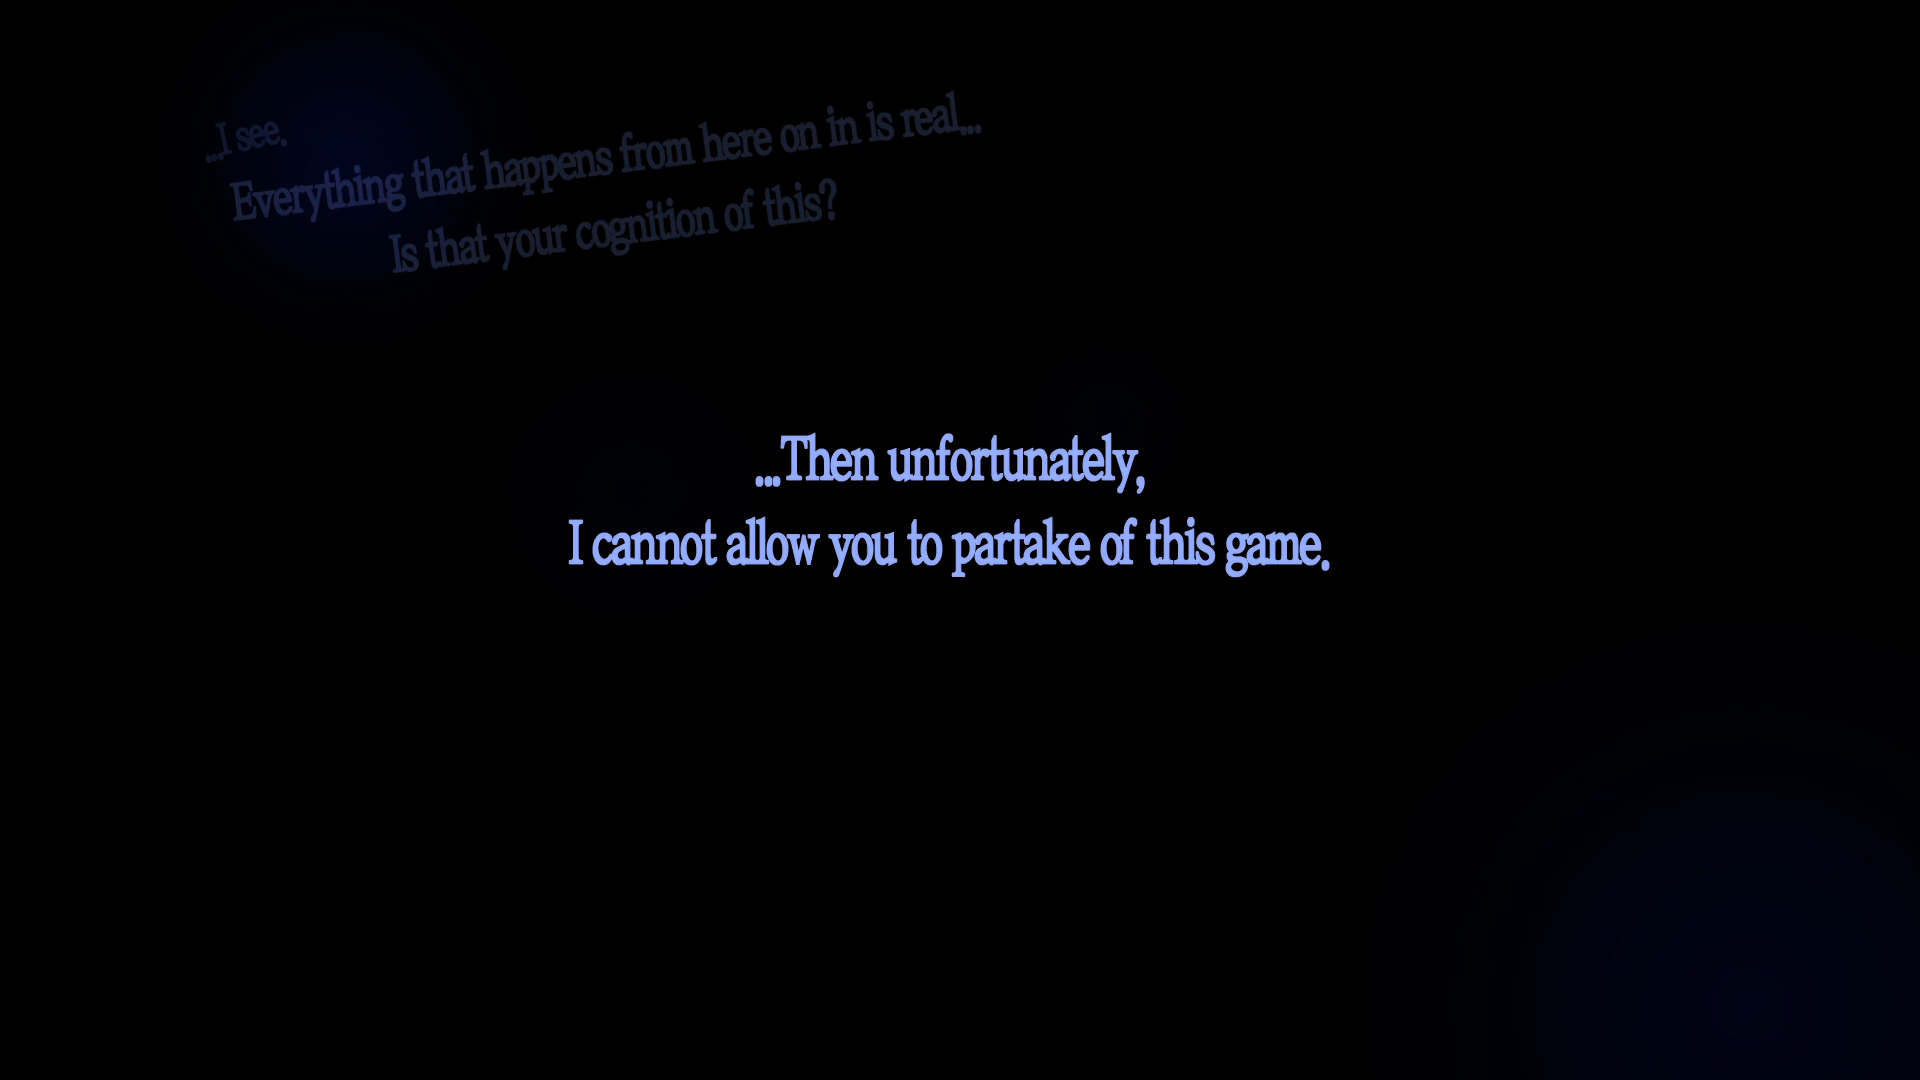 ...I see.
Everything that happens from here on in is real...
Is that your cognition of this?
...Then unfortunately,
I cannot allow you to partake of this game.